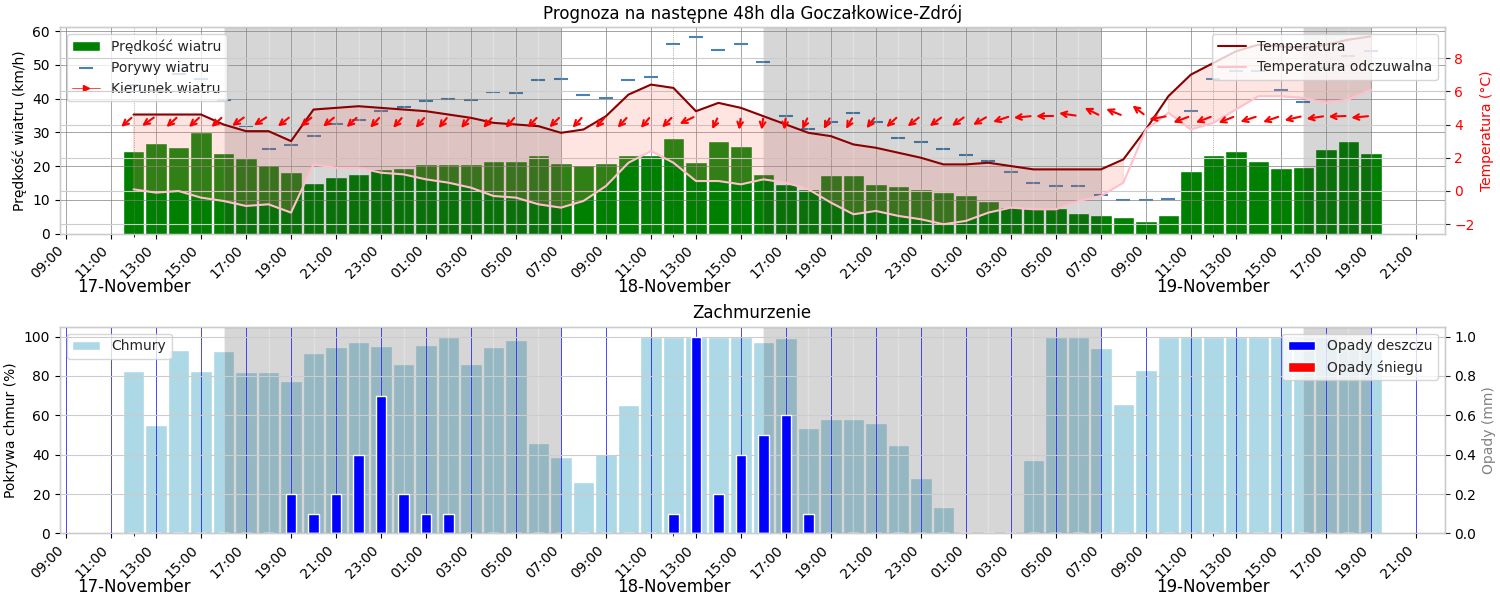 Prognoza na następne 48h dla Goczałkowice-Zdrój
Prędkość wiatru (km/h)
60
50
40
30
20
10
0
Prędkość wiatru
Porywy wiatru
Kierunek wiatru
Temperatura
Temperatura odczuwalna
8
6
4
2
0
−2
Temperatura (°C)
09:00 11:00 13:00 15:00 17:00 19:00 21:00 23:00 01:00 03:00 05:00 07:00 09:00 11:00 13:00 15:00 17:00 19:00 21:00 23:00 01:00 03:00 05:00 07:00 09:00 11:00 13:00 15:00 17:00 19:00 21:00
17-November 18-November 19-November
Zachmurzenie
Pokrywa chmur (%)
100
80
60
40
20
0
Chmury
Opady deszczu
Opady śniegu
1.0
0.8
0.6
0.4
0.2
0.0
Opady (mm)
09:00 11:00 13:00 15:00 17:00 19:00 21:00 23:00 01:00 03:00 05:00 07:00 09:00 11:00 13:00 15:00 17:00 19:00 21:00 23:00 01:00 03:00 05:00 07:00 09:00 11:00 13:00 15:00 17:00 19:00 21:00
17-November 18-November 19-November